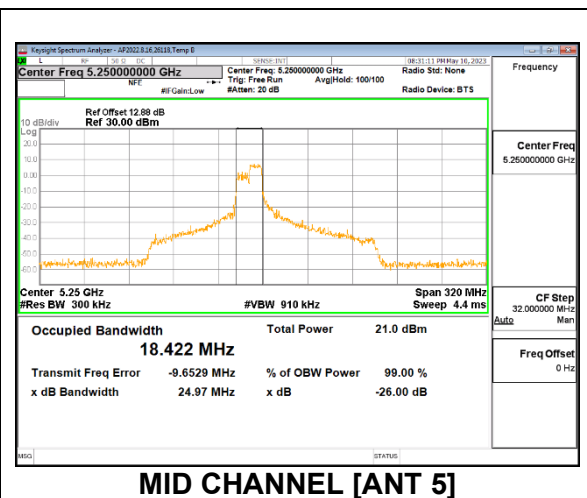 Keysight Spectrum Analyzer - AP2022.8.16,26118,Temp B
L RF 50 Ω DC SENSE:INT 08:31:11 PM May 10, 2023
Center Freq 5.250000000 GHz
NFE
#IFGain:Low
Center Freq: 5.250000000 GHz
Trig: Free Run Avg|Hold: 100/100
#Atten: 20 dB
Radio Std: None
Radio Device: BTS
Frequency
Ref Offset 12.88 dB
10 dB/div Ref 30.00 dBm
Log
20.0
10.0
0.00
-10.0
-20.0
-30.0
-40.0
-50.0
-60.0
Center Freq
5.250000000 GHz
Center 5.25 GHz Span 320 MHz
#Res BW 300 kHz #VBW 910 kHz Sweep 4.4 ms
CF Step
32.000000 MHz
Auto Man
Freq Offset
0 Hz
Occupied Bandwidth Total Power 21.0 dBm
18.422 MHz
Transmit Freq Error -9.6529 MHz % of OBW Power 99.00 %
x dB Bandwidth 24.97 MHz x dB -26.00 dB
MSG STATUS
MID CHANNEL [ANT 5]